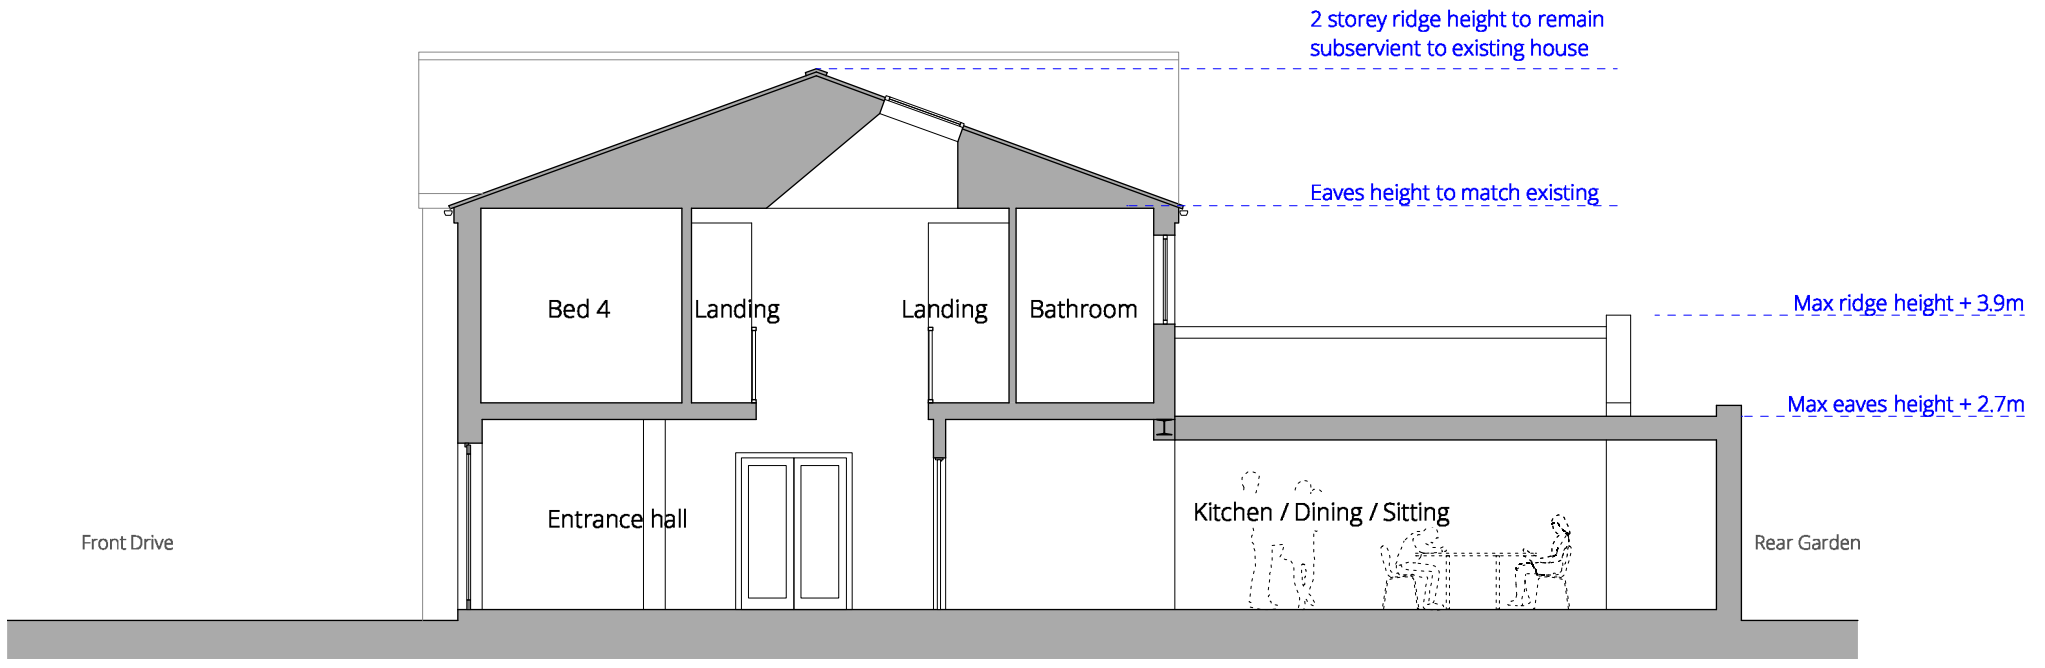 2 storey ridge height to remain
subservient to existing house
Eaves height to match existing
Max ridge height + 3.9m
Max eaves height + 2.7m
Bed 4
Landing
Landing
Bathroom
Entrance hall
Kitchen / Dining / Sitting
Front Drive
Rear Garden